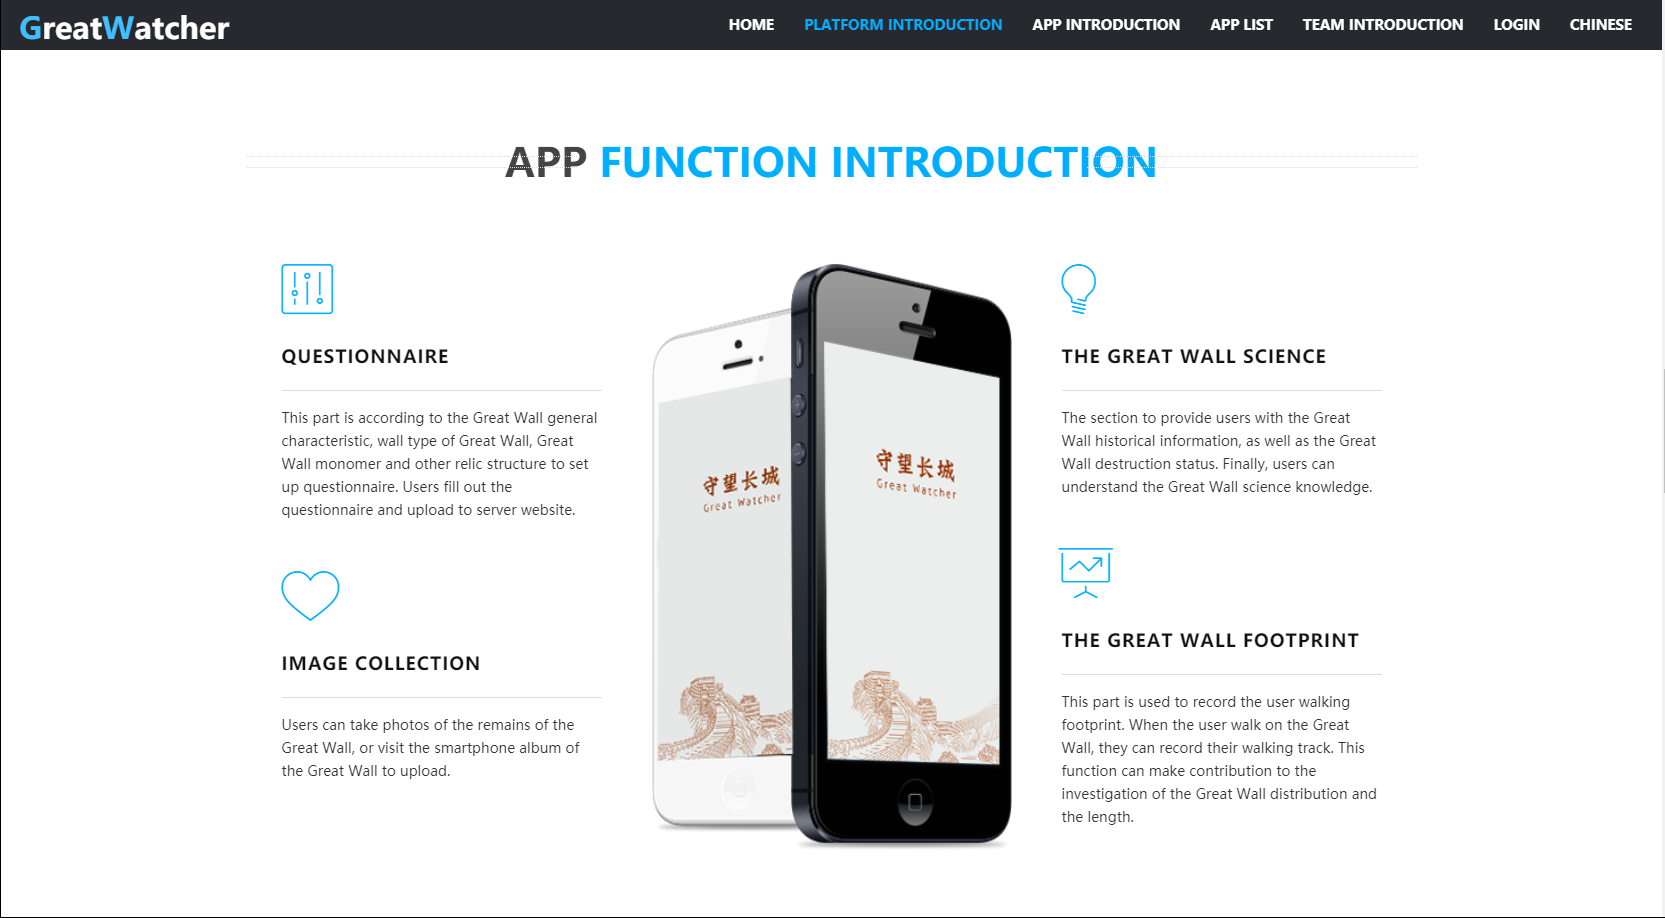 GreatWatcher
HOME PLATFORM INTRODUCTION APP INTRODUCTION APP LIST TEAM INTRODUCTION LOGIN CHINESE
APP FUNCTION INTRODUCTION
QUESTIONNAIRE
This part is according to the Great Wall general
characteristic, wall type of Great Wall, Great
Wall monomer and other relic structure to set
up questionnaire. Users fill out the
questionnaire and upload to server website.
IMAGE COLLECTION
Users can take photos of the remains of the
Great Wall, or visit the smartphone album of
the Great Wall to upload.
守望长城
Great Watcher
守望长城
Great Watcher
THE GREAT WALL SCIENCE
The section to provide users with the Great
Wall historical information, as well as the Great
Wall destruction status. Finally, users can
understand the Great Wall science knowledge.
THE GREAT WALL FOOTPRINT
This part is used to record the user walking
footprint. When the user walk on the Great
Wall, they can record their walking track. This
function can make contribution to the
investigation of the Great Wall distribution and
the length.